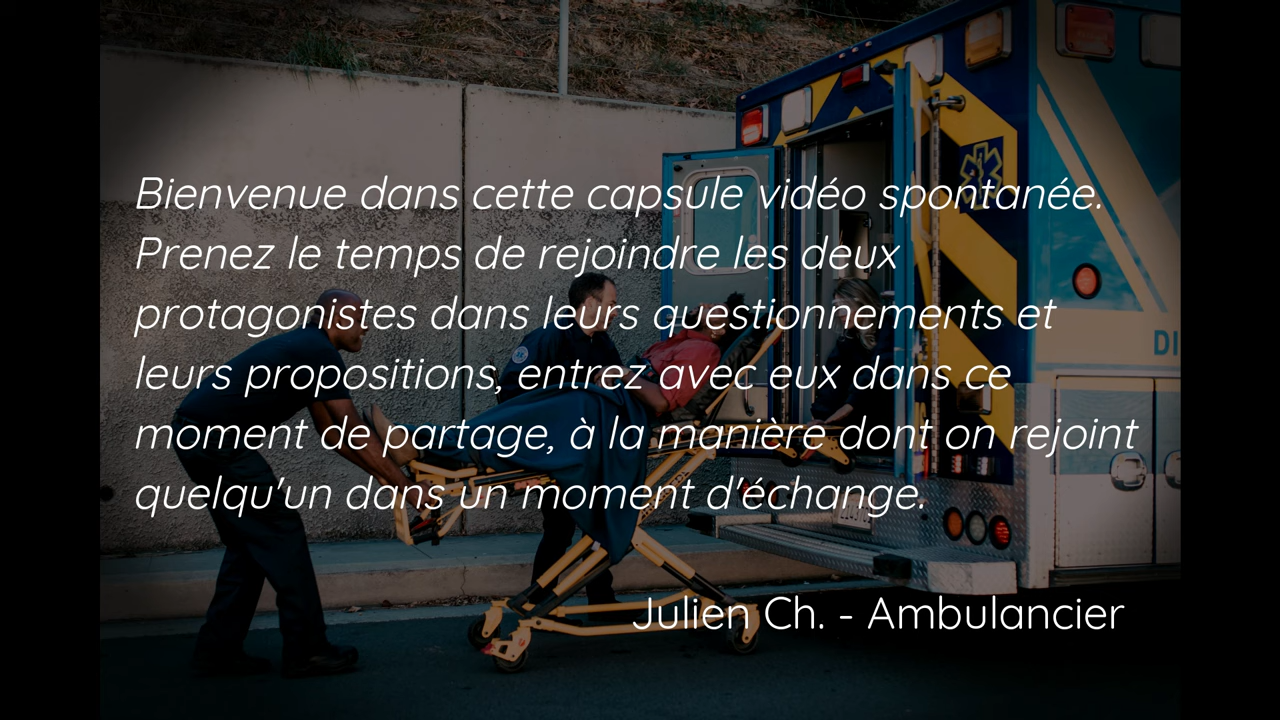 Bienvenue dans cette capsule vidéo spontanée.
Prenez le temps de rejoindre les deux
protagonistes dans leurs questionnements et
leurs propositions, entrez avec eux dans ce
moment de partage, à la manière dont on rejoint
quelqu'un dans un moment d'échange.
Julien Ch. - Ambulancier
DI